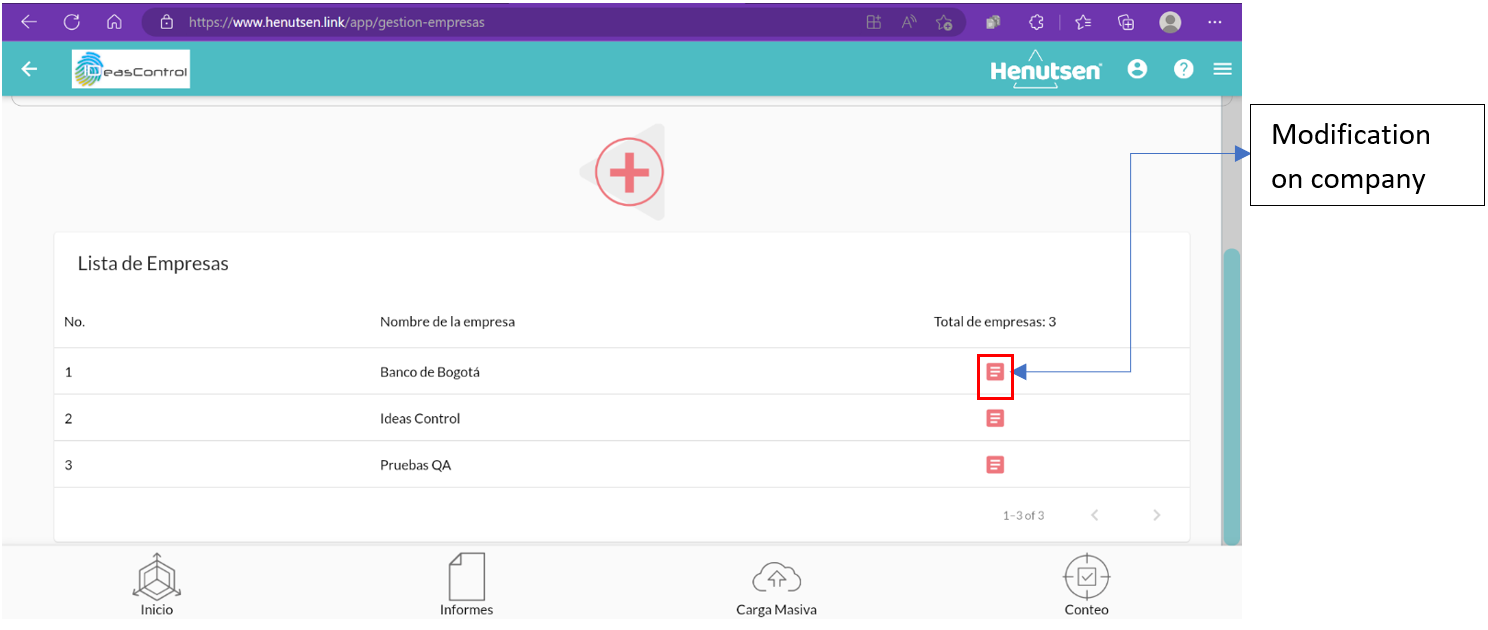 https://www.henutsen.link/app/gestion-empresas
IdeasControl
Henutsen
Modification
on company
Lista de Empresas
No. Nombre de la empresa Total de empresas: 3
1 Banco de Bogotá
2 Ideas Control
3 Pruebas QA
1–3 of 3
Inicio Informes Carga Masiva Conteo